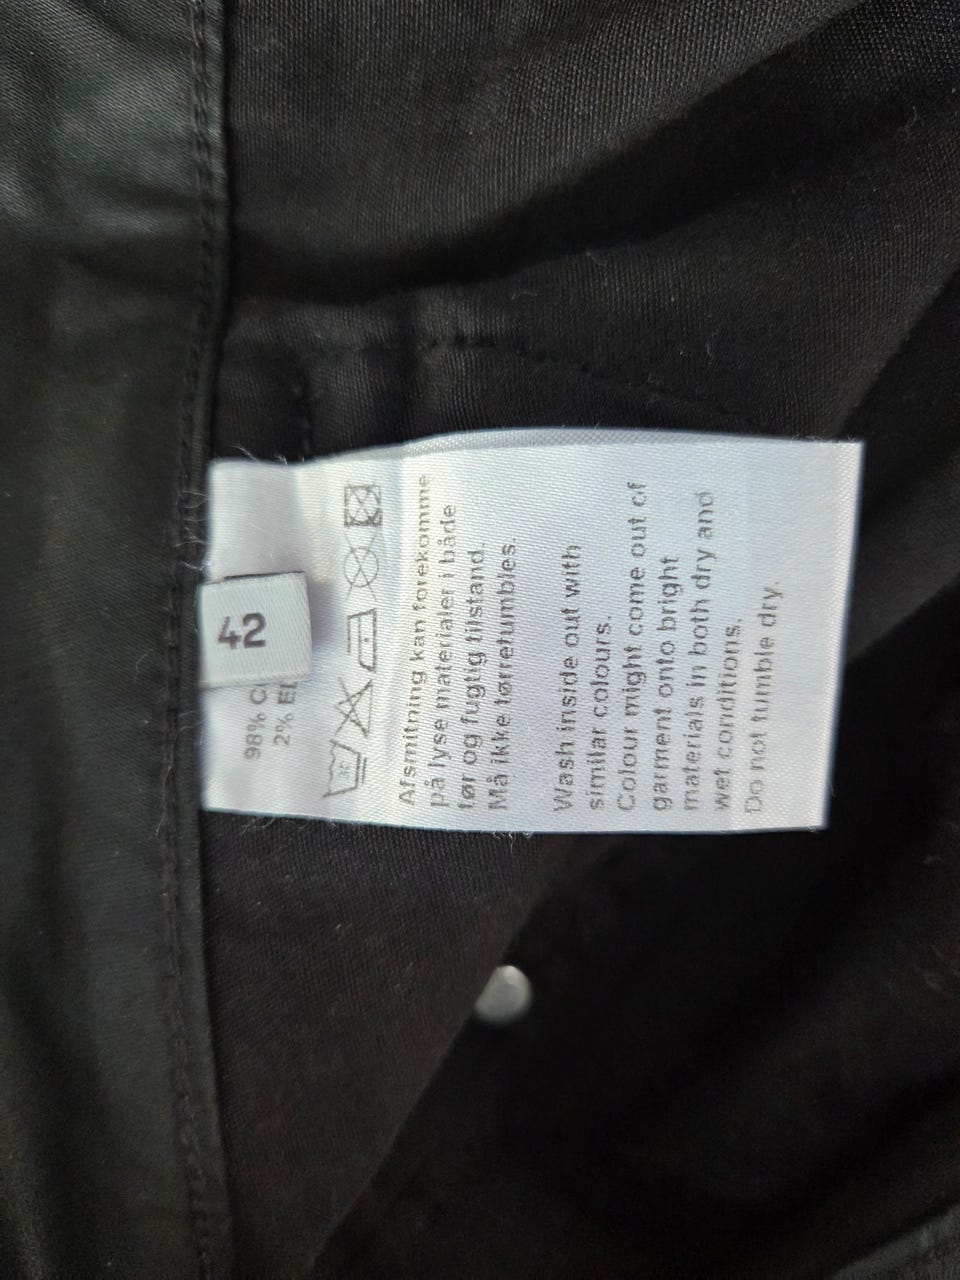 42
98%
2%
Afsmitning kan forekomme
på lyse materialer i både
tør og fugtig tilstand.
Må ikke tørretumbles.
Wash inside out with
similar colours.
Colour might come out of
garment onto bright
materials in both dry and
wet conditions.
Do not tumble dry.